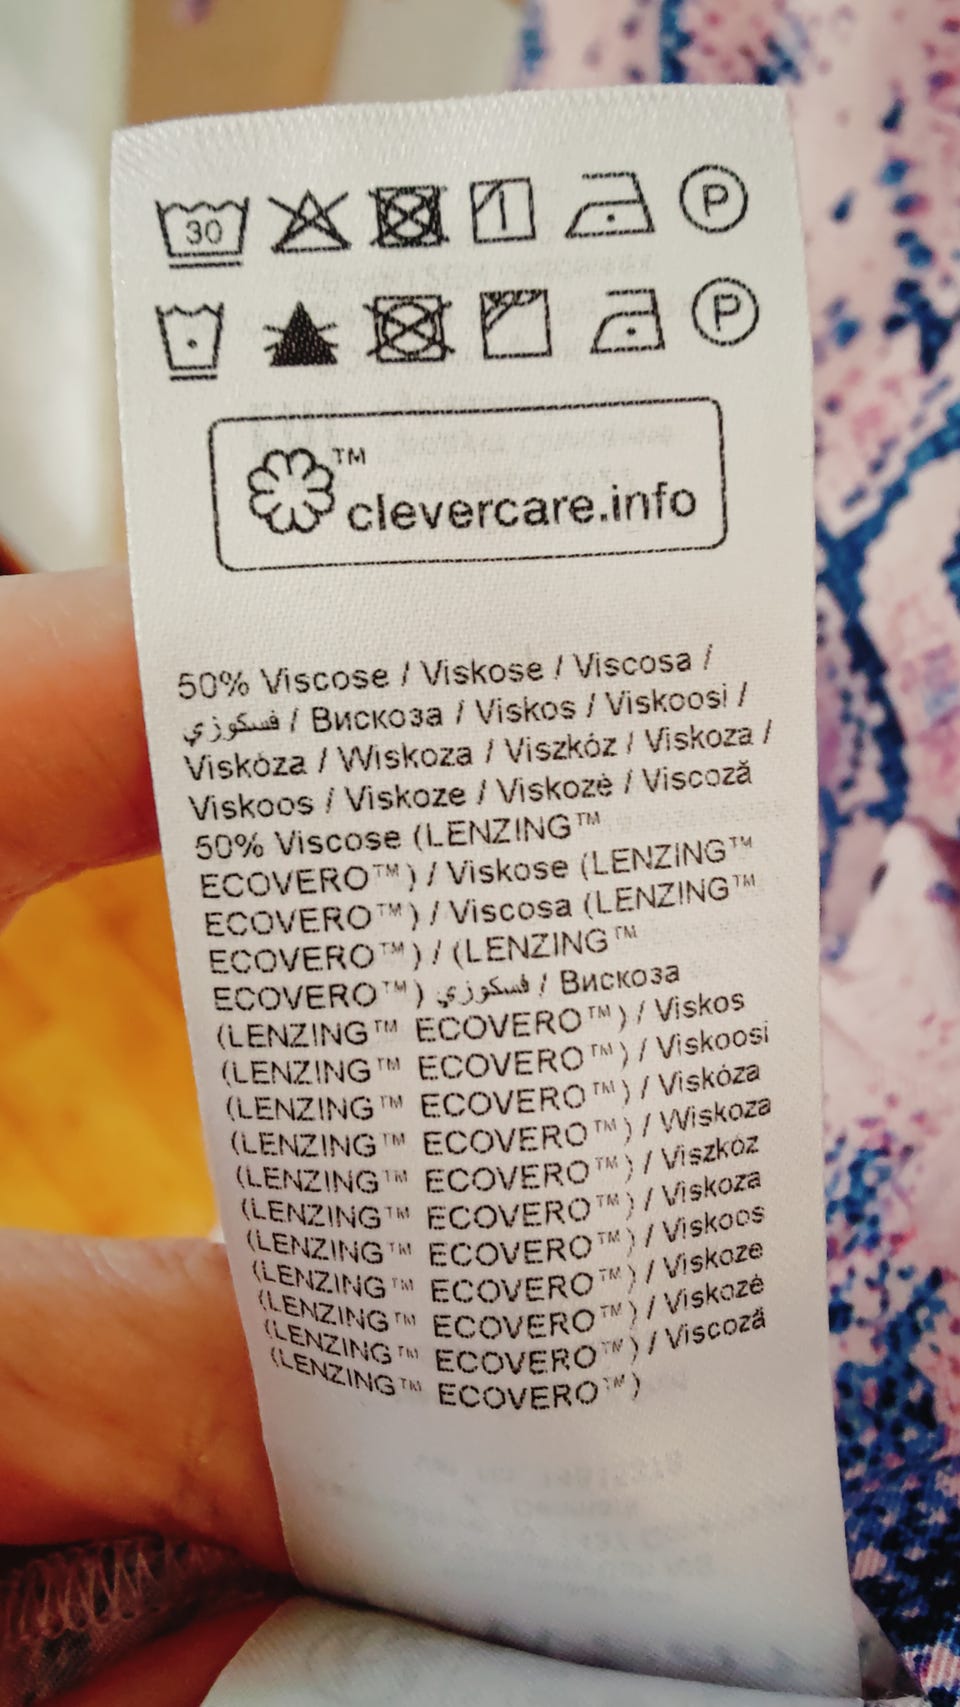 30 P
P
™
clevercare.info
50% Viscose / Viskose / Viscosa /
فسكوزي / Вискоза / Viskos / Viskoosi /
Viskóza / Wiskoza / Viszkóz / Viskoza /
Viskoos / Viskoze / Viskozė / Viscoză
50% Viscose (LENZING™
ECOVERO™) / Viskose (LENZING™
ECOVERO™) / Viscosa (LENZING™
ECOVERO™) / (LENZING™
ECOVERO™) فسكوزي / Вискоза
(LENZING™ ECOVERO™) / Viskos
(LENZING™ ECOVERO™) / Viskoosi
(LENZING™ ECOVERO™) / Viskóza
(LENZING™ ECOVERO™) / Wiskoza
(LENZING™ ECOVERO™) / Viszkóz
(LENZING™ ECOVERO™) / Viskoza
(LENZING™ ECOVERO™) / Viskoos
(LENZING™ ECOVERO™) / Viskoze
(LENZING™ ECOVERO™) / Viskozė
(LENZING™ ECOVERO™) / Viscoză
(LENZING™ ECOVERO™)